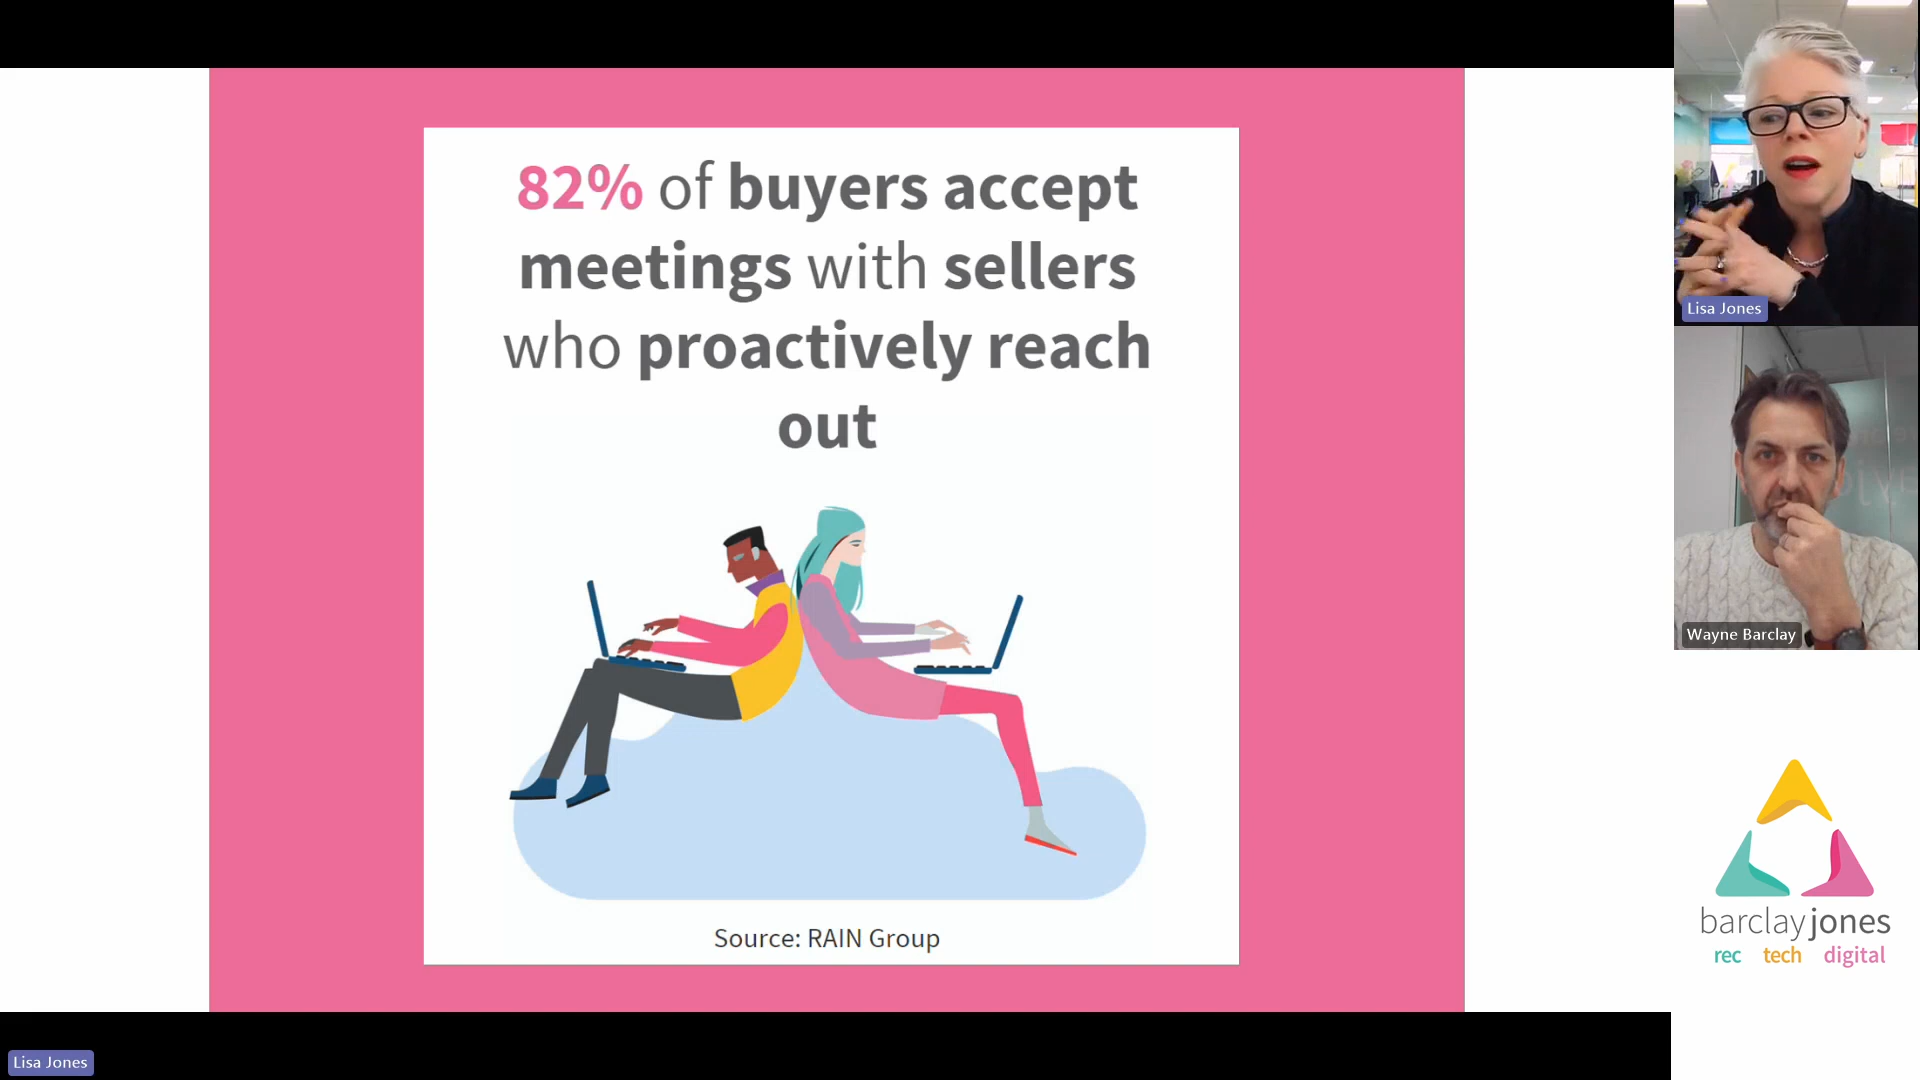 82% of buyers accept
meetings with sellers
who proactively reach
out
Source: RAIN Group
Lisa Jones
Wayne Barclay
barclayjones
rec tech digital
Lisa Jones